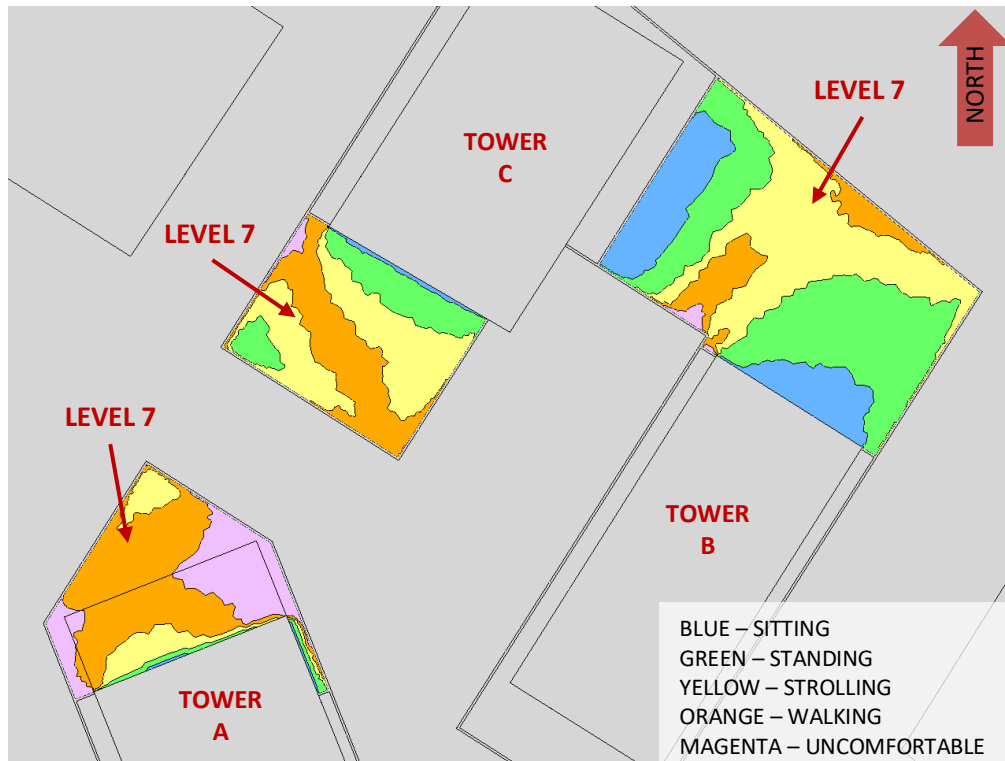 NORTH
LEVEL 7
TOWER
C
LEVEL 7
LEVEL 7
TOWER
B
TOWER
A
BLUE – SITTING
GREEN – STANDING
YELLOW – STROLLING
ORANGE – WALKING
MAGENTA – UNCOMFORTABLE